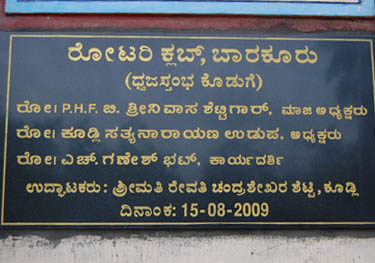 ರೋಟರಿ ಕ್ಲಬ್, ಬಾರಕೂರು
(ಧ್ವಜಸ್ತಂಭ ಕೊಡುಗೆ)
ರೋ। P.H.F. ಬಿ. ಶ್ರೀನಿವಾಸ ಶೆಟ್ಟಿಗಾರ್, ಮಾಜಿ ಅಧ್ಯಕ್ಷರು
ರೋ। ಕೂಡ್ಲಿ ಸತ್ಯನಾರಾಯಣ ಉಡುಪ, ಅಧ್ಯಕ್ಷರು
ರೋ। ಎಚ್. ಗಣೇಶ್ ಭಟ್, ಕಾರ್ಯದರ್ಶಿ
ಉದ್ಘಾಟಕರು: ಶ್ರೀಮತಿ ರೇವತಿ ಚಂದ್ರಶೇಖರ ಶೆಟ್ಟಿ, ಕೂಡ್ಲಿ
ದಿನಾಂಕ: 15-08-2009